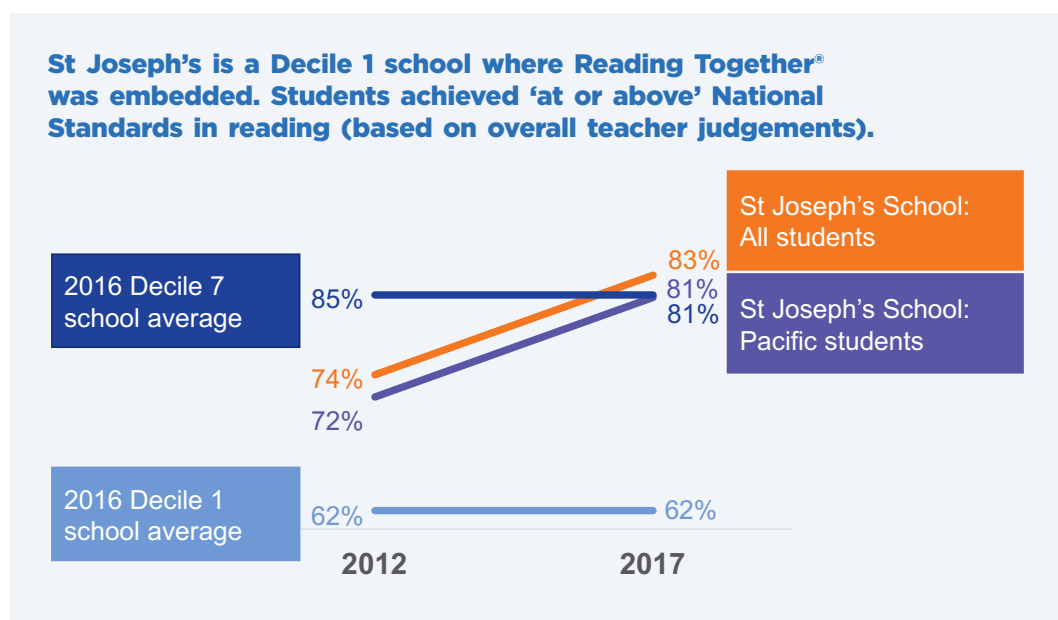 St Joseph’s is a Decile 1 school where Reading Together®
was embedded. Students achieved ‘at or above’ National
Standards in reading (based on overall teacher judgements).
St Joseph’s School:
All students
83%
2016 Decile 7
school average
85%
81%
81%
St Joseph’s School:
Pacific students
74%
72%
2016 Decile 1
school average
62%
62%
2012
2017